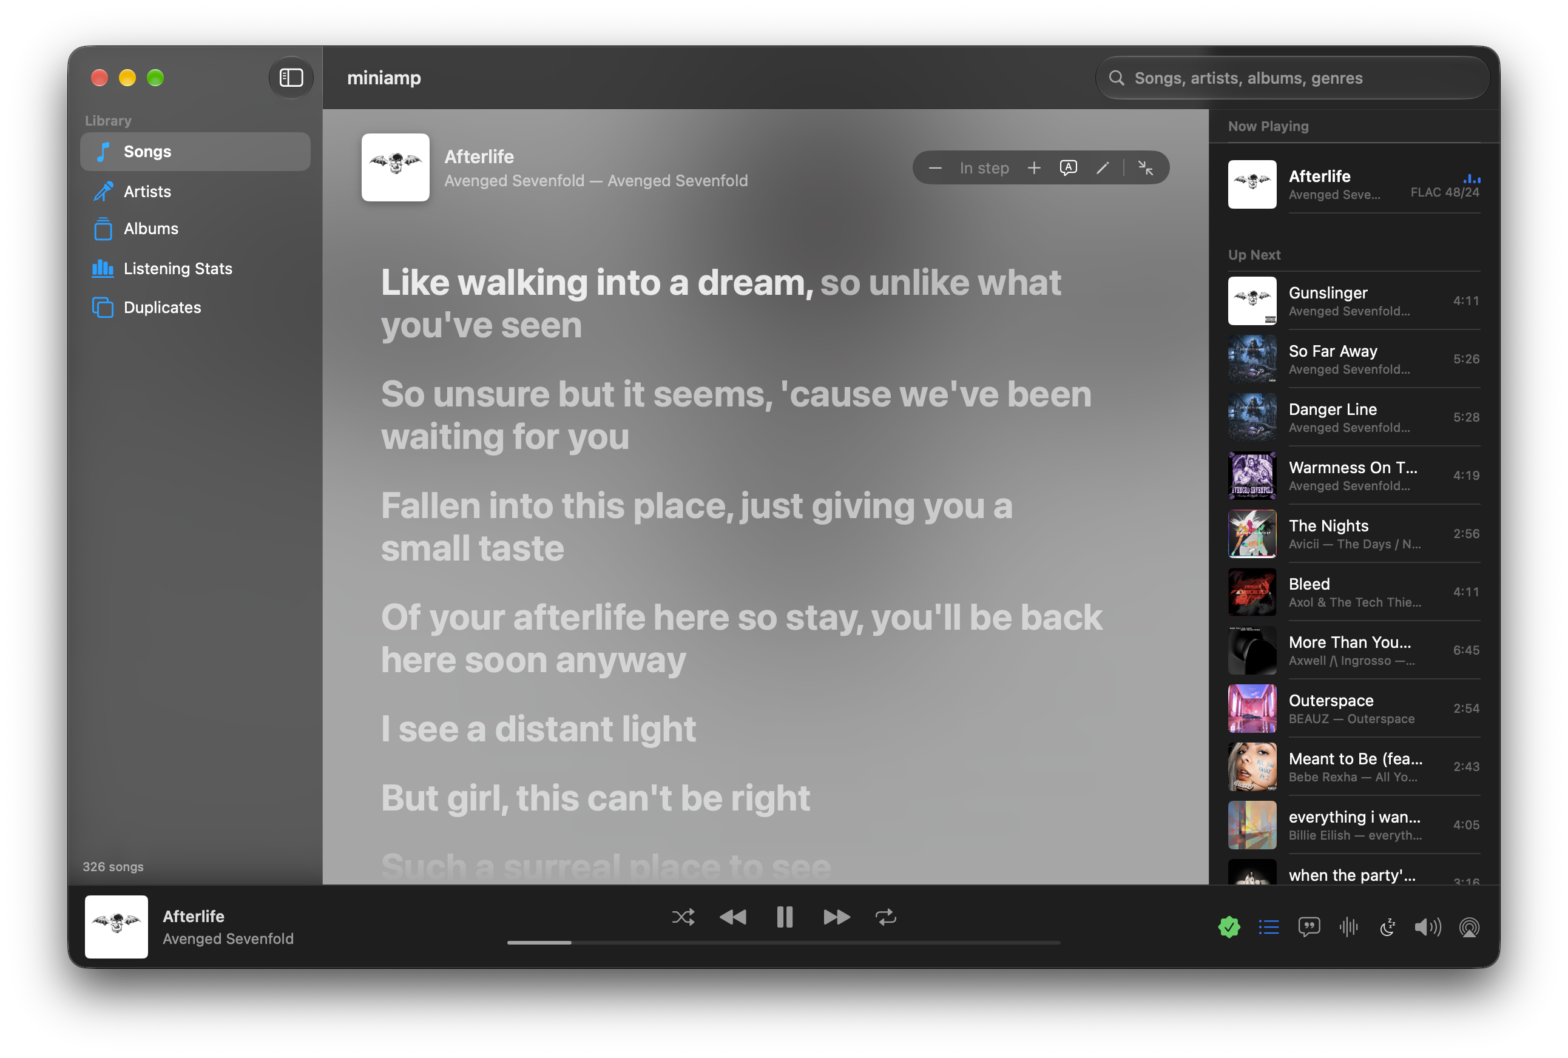 miniamp
Songs, artists, albums, genres
Library
Songs
Artists
Albums
Listening Stats
Duplicates
326 songs
Afterlife
Avenged Sevenfold — Avenged Sevenfold
In step
Like walking into a dream, so unlike what
you've seen
So unsure but it seems, 'cause we've been
waiting for you
Fallen into this place, just giving you a
small taste
Of your afterlife here so stay, you'll be back
here soon anyway
I see a distant light
But girl, this can't be right
Such a surreal place to see
Now Playing
Afterlife
Avenged Seve... FLAC 48/24
Up Next
Gunslinger 4:11
Avenged Sevenfold...
So Far Away 5:26
Avenged Sevenfold...
Danger Line 5:28
Avenged Sevenfold...
Warmness On T... 4:19
Avenged Sevenfold...
The Nights 2:56
Avicii — The Days / N...
Bleed 4:11
Axol & The Tech Thie...
More Than You... 6:45
Axwell /\ Ingrosso —...
Outerspace 2:54
BEAUZ — Outerspace
Meant to Be (fea... 2:43
Bebe Rexha — All Yo...
everything i wan... 4:05
Billie Eilish — everyth...
when the party'... 3:16
Afterlife
Avenged Sevenfold